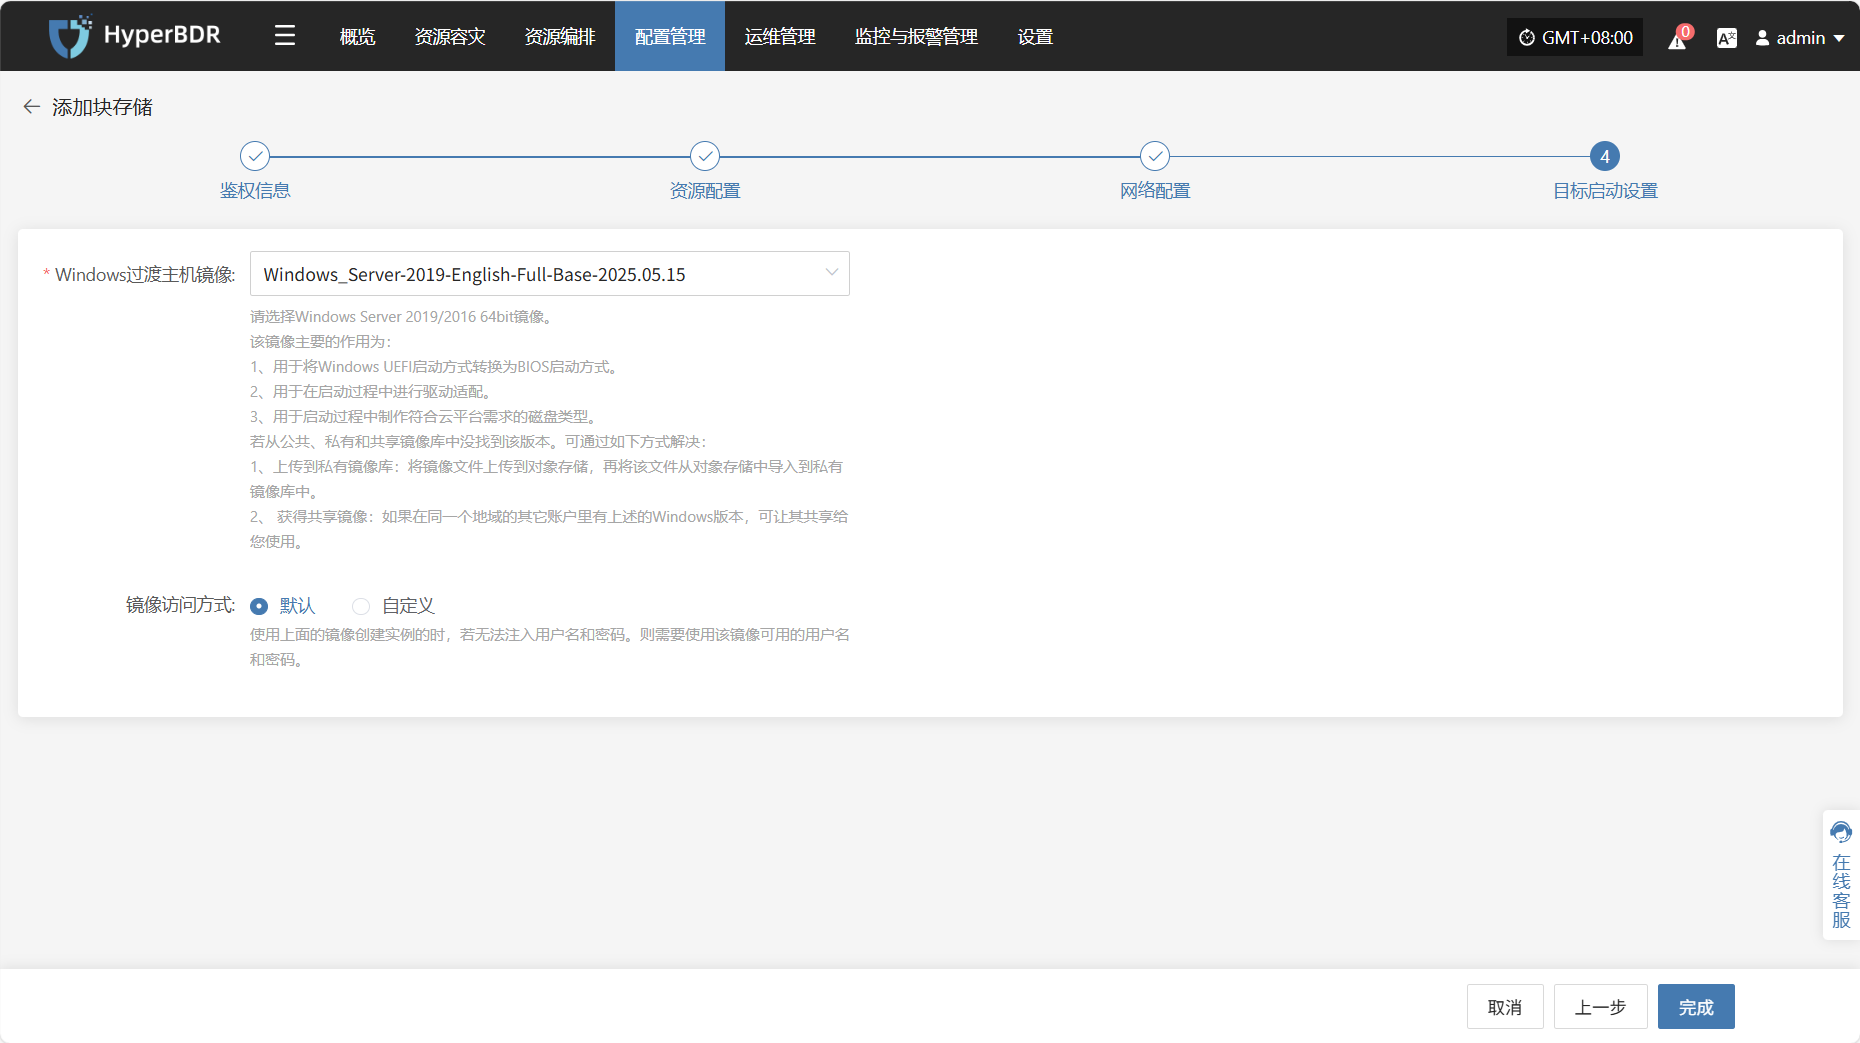 HyperBDR
概览
资源容灾
资源编排
配置管理
运维管理
监控与报警管理
设置
GMT+08:00
0
admin
添加块存储
4
鉴权信息
资源配置
网络配置
目标启动设置
* Windows过渡主机镜像:
Windows_Server-2019-English-Full-Base-2025.05.15
请选择Windows Server 2019/2016 64bit镜像。
该镜像主要的作用为：
1、用于将Windows UEFI启动方式转换为BIOS启动方式。
2、用于在启动过程中进行驱动适配。
3、用于启动过程中制作符合云平台需求的磁盘类型。
若从公共、私有和共享镜像库中没找到该版本。可通过如下方式解决：
1、上传到私有镜像库：将镜像文件上传到对象存储，再将该文件从对象存储中导入到私有
镜像库中。
2、 获得共享镜像：如果在同一个地域的其它账户里有上述的Windows版本，可让其共享给
您使用。
镜像访问方式:
默认
自定义
使用上面的镜像创建实例的时，若无法注入用户名和密码。则需要使用该镜像可用的用户名
和密码。
在线客服
取消
上一步
完成